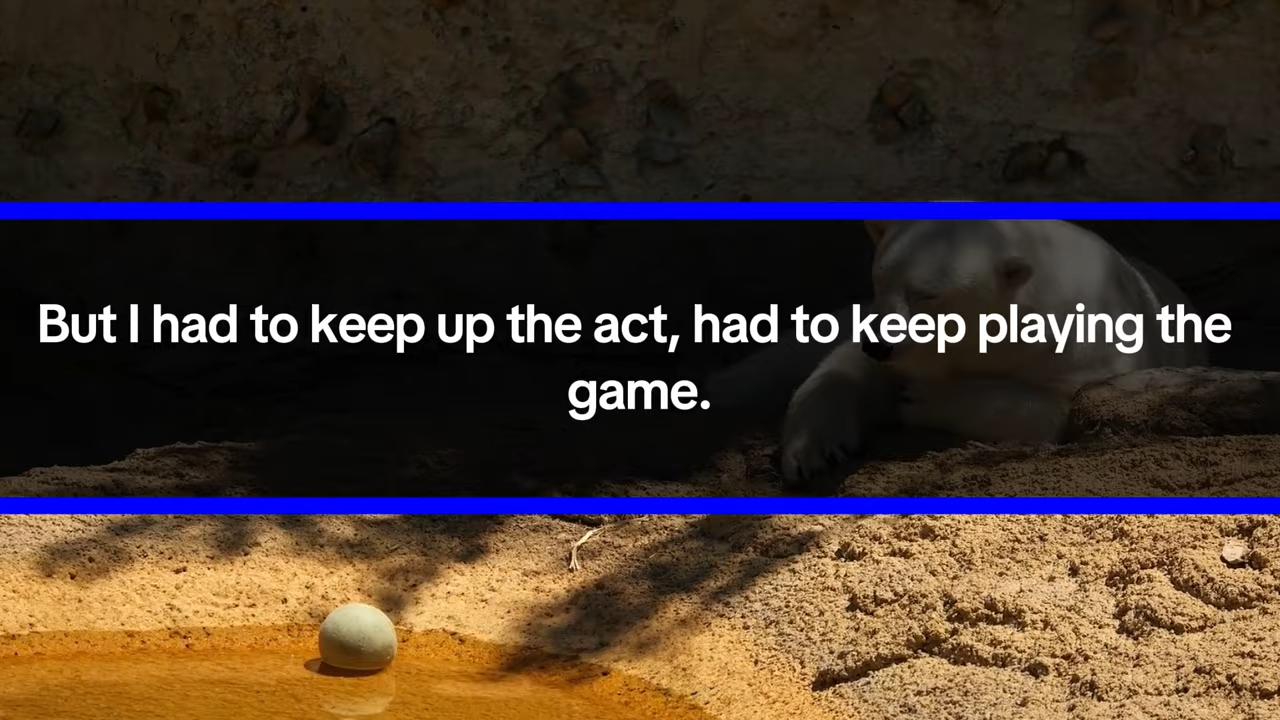 But I had to keep up the act, had to keep playing the
game.